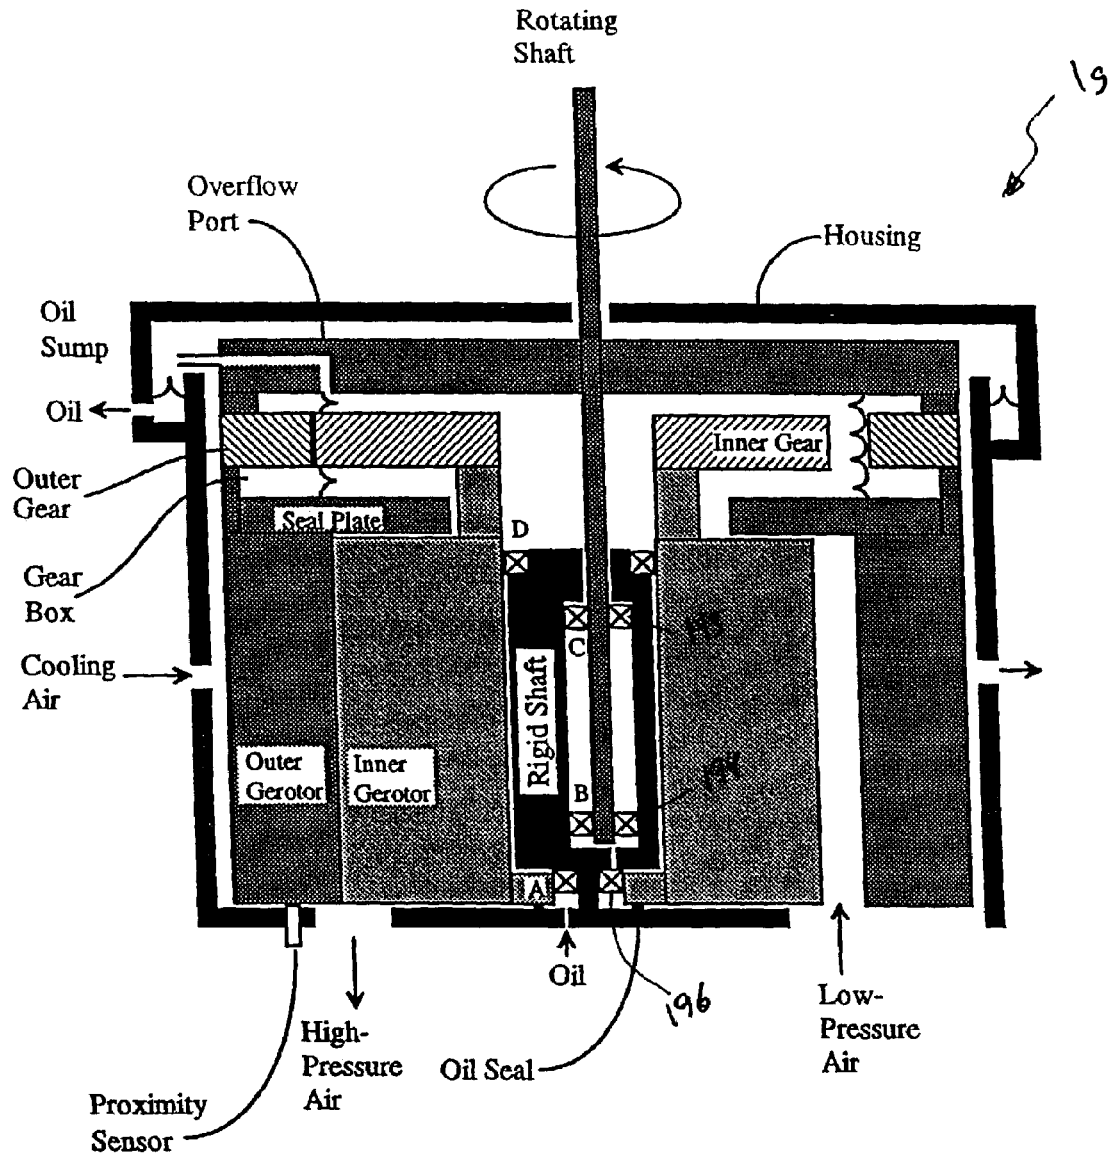 Rotating
Shaft
19
Overflow
Port
Housing
Oil
Sump
Oil
Inner Gear
Outer
Gear
Seal Plate
D
Gear
Box
C
Cooling
Air
Rigid Shaft
Outer
Gerotor
Inner
Gerotor
B
194
A
Oil
196
Low-
Pressure
Air
High-
Pressure
Air
Oil Seal
Proximity
Sensor